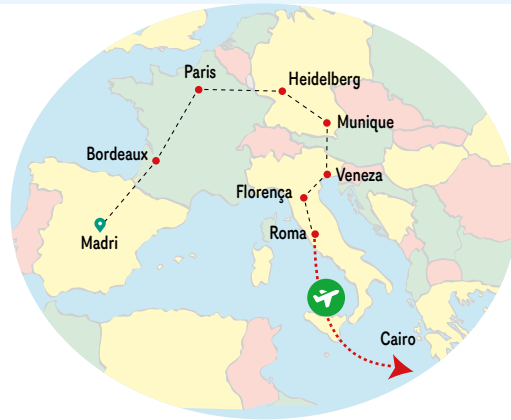 Paris
Heidelberg
Munique
Bordeaux
Veneza
Florença
Roma
Madri
Cairo